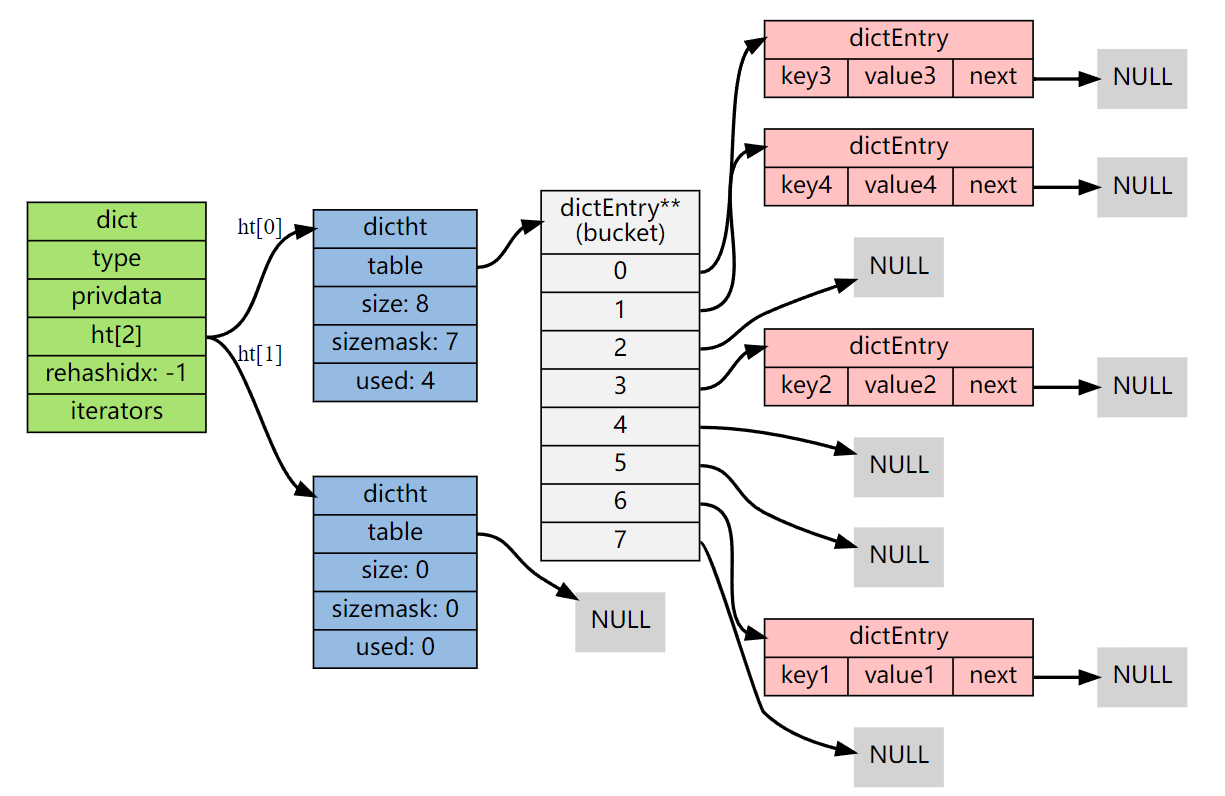 dict
type
privdata
ht[2]
rehashidx: -1
iterators
ht[0]
ht[1]
dictht
table
size: 8
sizemask: 7
used: 4
dictht
table
size: 0
sizemask: 0
used: 0
NULL
dictEntry**
(bucket)
0
1
2
3
4
5
6
7
dictEntry
key3 value3 next
NULL
dictEntry
key4 value4 next
NULL
NULL
dictEntry
key2 value2 next
NULL
NULL
NULL
dictEntry
key1 value1 next
NULL
NULL